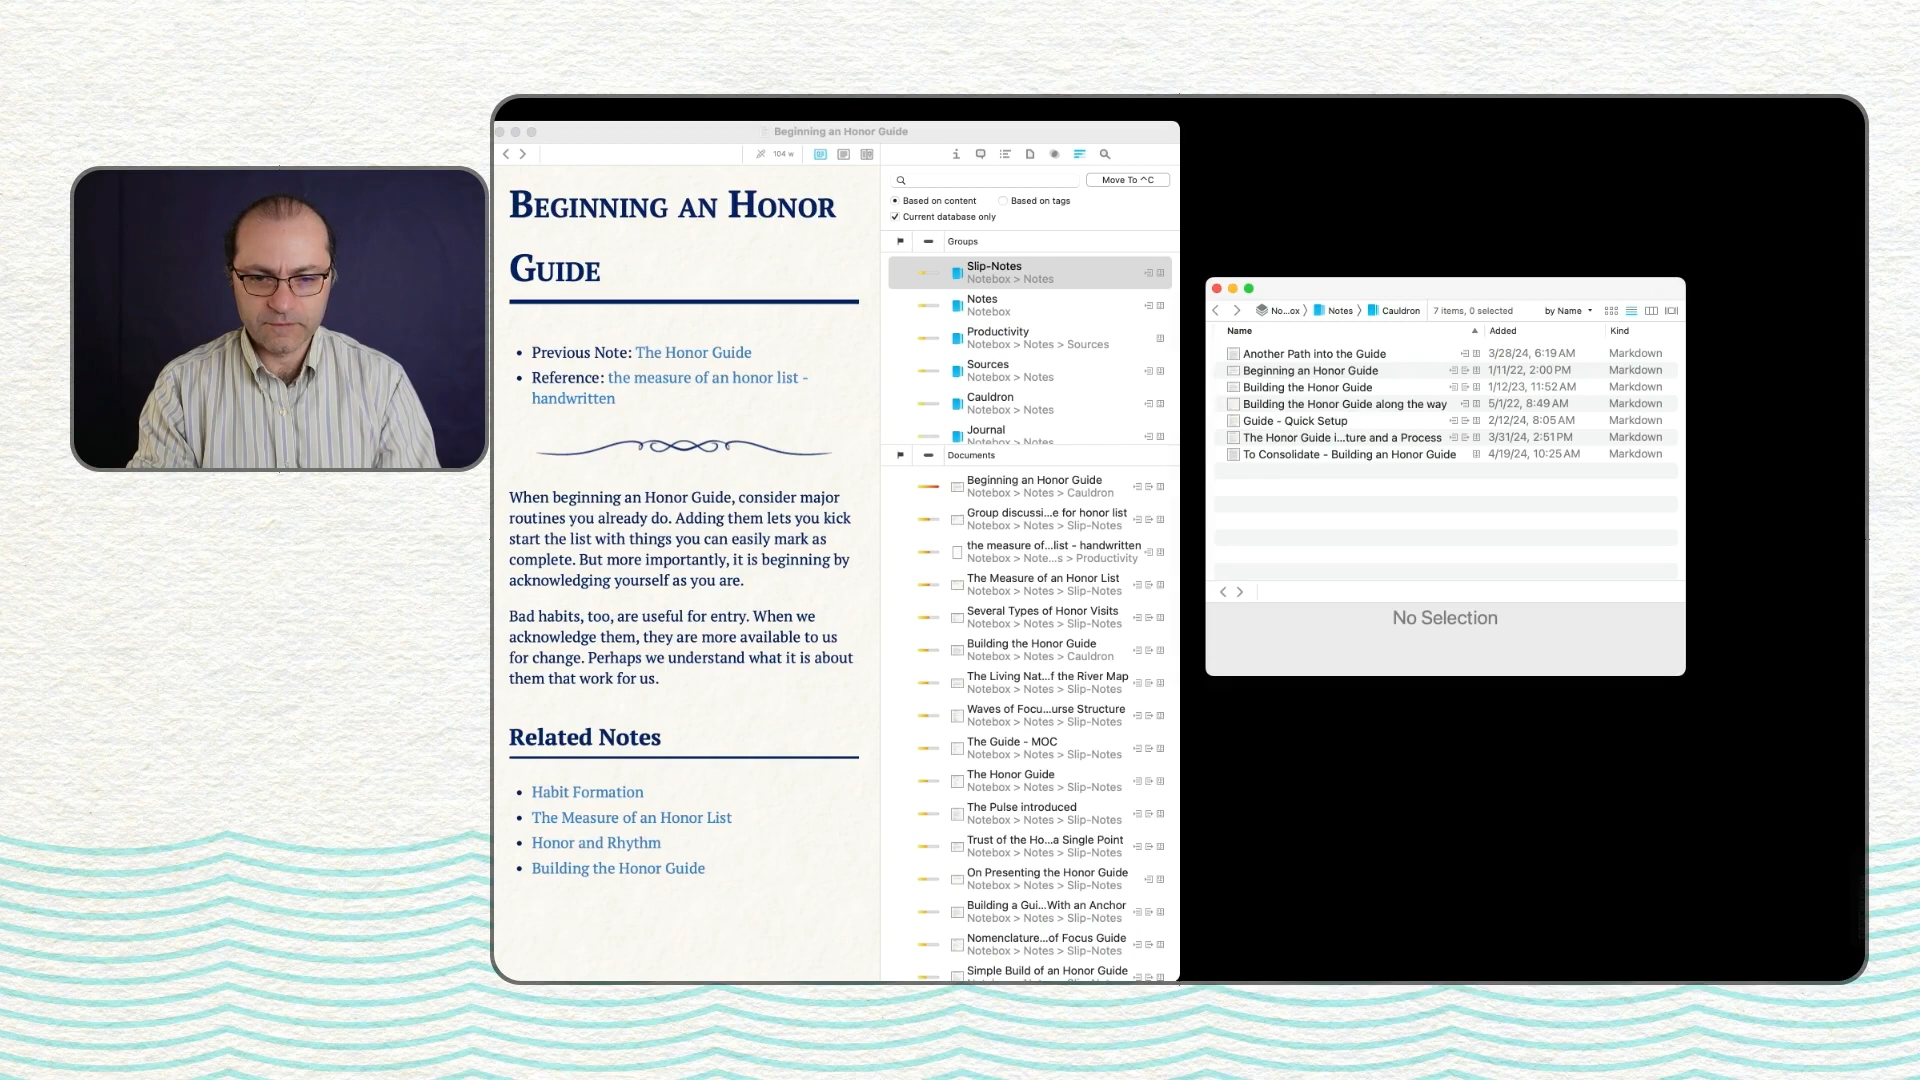 Beginning an Honor Guide
104 w
Beginning an Honor
Guide
Previous Note: The Honor Guide
Reference: the measure of an honor list -
handwritten
When beginning an Honor Guide, consider major
routines you already do. Adding them lets you kick
start the list with things you can easily mark as
complete. But more importantly, it is beginning by
acknowledging yourself as you are.
Bad habits, too, are useful for entry. When we
acknowledge them, they are more available to us
for change. Perhaps we understand what it is about
them that work for us.
Related Notes
Habit Formation
The Measure of an Honor List
Honor and Rhythm
Building the Honor Guide
Move To ^C
Based on content
Based on tags
Current database only
Groups
Slip-Notes
Notebox > Notes
Notes
Notebox
Productivity
Notebox > Notes > Sources
Sources
Notebox > Notes
Cauldron
Notebox > Notes
Journal
Notebox > Notes
Documents
Beginning an Honor Guide
Notebox > Notes > Cauldron
Group discussi...e for honor list
Notebox > Notes > Slip-Notes
the measure of...list - handwritten
Notebox > Note...s > Productivity
The Measure of an Honor List
Notebox > Notes > Slip-Notes
Several Types of Honor Visits
Notebox > Notes > Slip-Notes
Building the Honor Guide
Notebox > Notes > Cauldron
The Living Nat...f the River Map
Notebox > Notes > Slip-Notes
Waves of Focu...urse Structure
Notebox > Notes > Slip-Notes
The Guide - MOC
Notebox > Notes > Slip-Notes
The Honor Guide
Notebox > Notes > Slip-Notes
The Pulse introduced
Notebox > Notes > Slip-Notes
Trust of the Ho...a Single Point
Notebox > Notes > Slip-Notes
On Presenting the Honor Guide
Notebox > Notes > Slip-Notes
Building a Gui...With an Anchor
Notebox > Notes > Slip-Notes
Nomenclature...of Focus Guide
Notebox > Notes > Slip-Notes
Simple Build of an Honor Guide
No...ox > Notes > Cauldron 7 items, 0 selected by Name
Name Added Kind
Another Path into the Guide 3/28/24, 6:19 AM Markdown
Beginning an Honor Guide 1/11/22, 2:00 PM Markdown
Building the Honor Guide 1/12/23, 11:52 AM Markdown
Building the Honor Guide along the way 5/1/22, 8:49 AM Markdown
Guide - Quick Setup 2/12/24, 8:05 AM Markdown
The Honor Guide i...ture and a Process 3/31/24, 2:51 PM Markdown
To Consolidate - Building an Honor Guide 4/19/24, 10:25 AM Markdown
No Selection